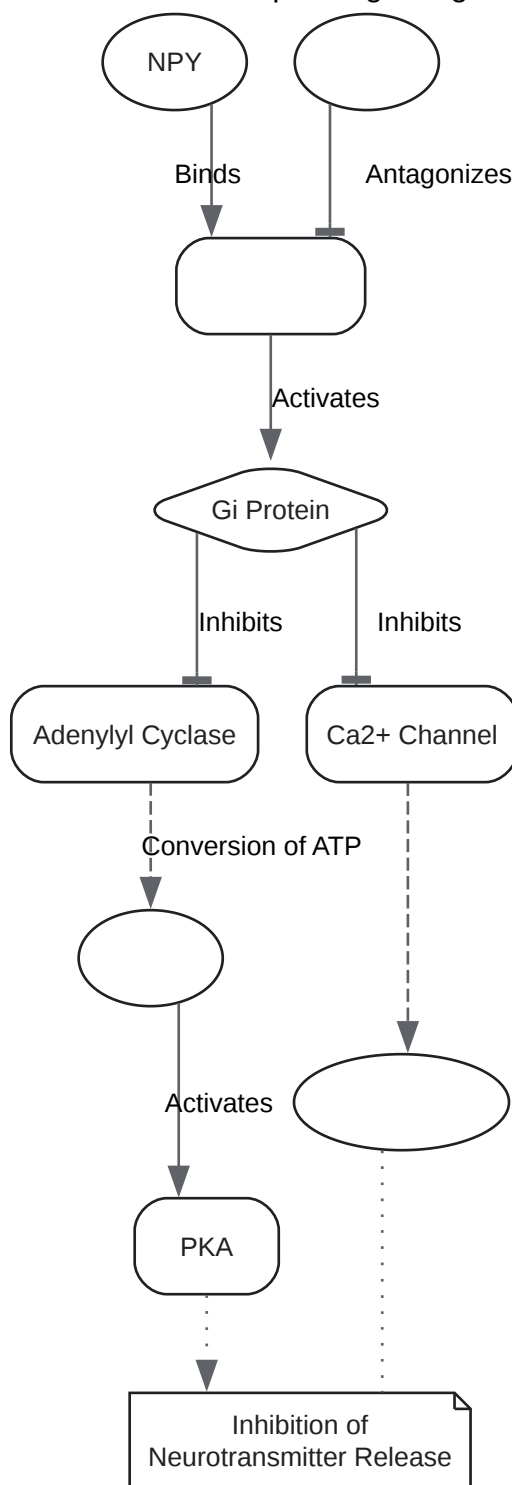 NPY
Binds
Antagonizes
Activates
Gi Protein
Inhibits
Inhibits
Adenylyl Cyclase
Ca2+ Channel
Conversion of ATP
Activates
PKA
Inhibition of
Neurotransmitter Release